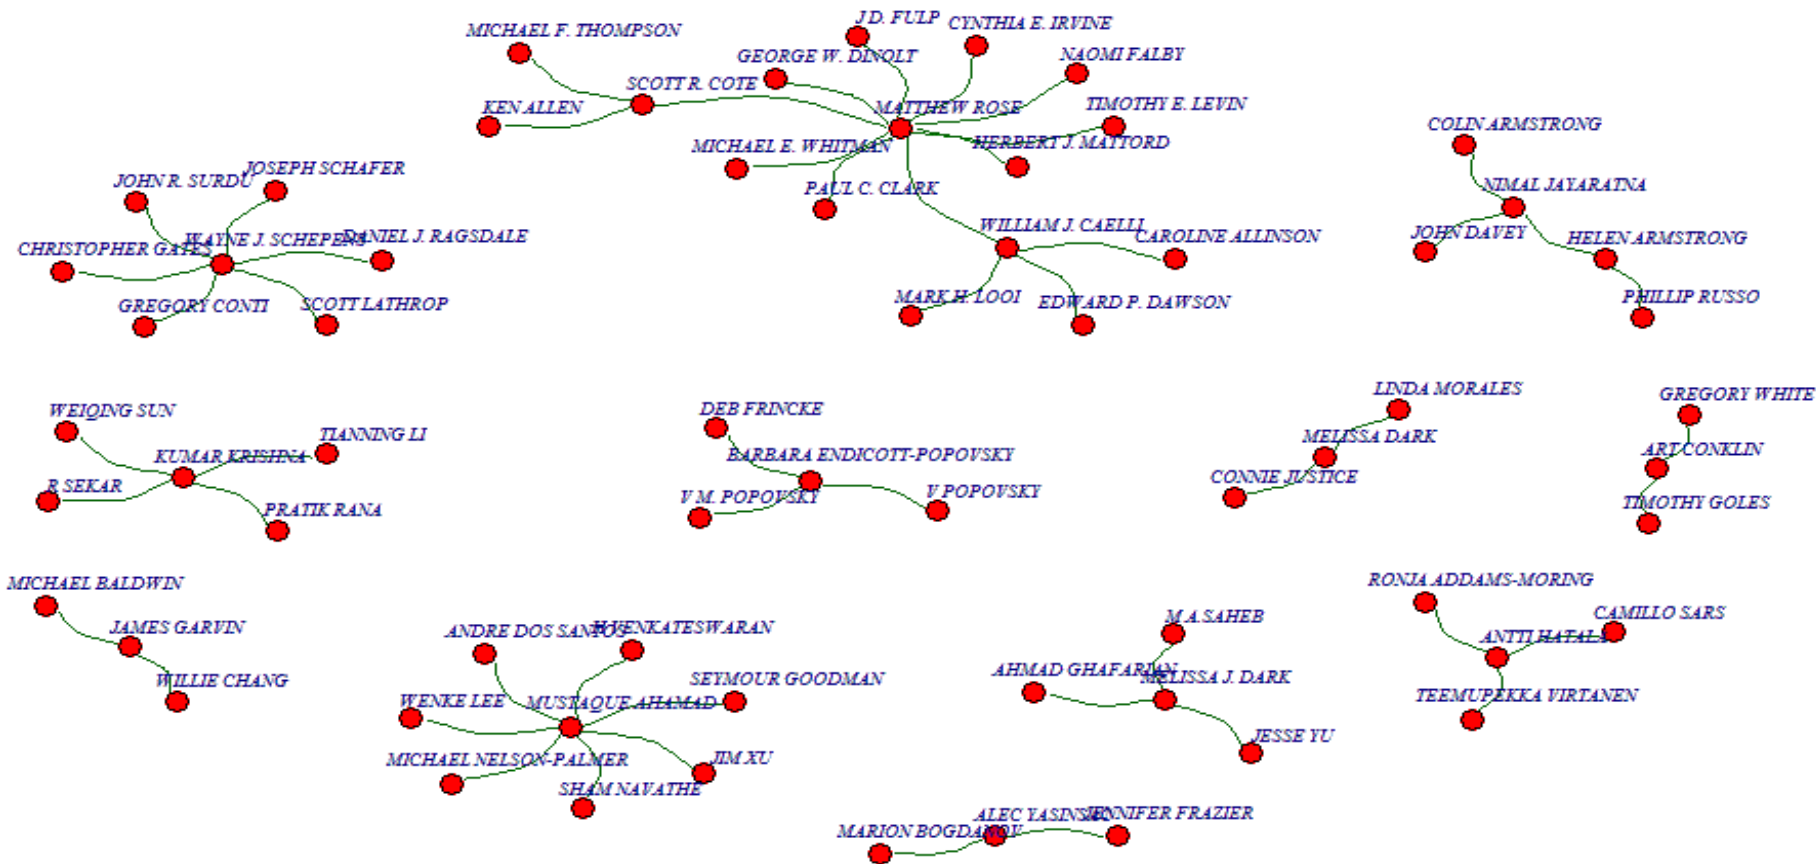 J D. FULP
CYNTHIA E. IRVINE
MICHAEL F. THOMPSON
GEORGE W. DINOLT
NAOMI FALBY
SCOTT R. COTE
KEN ALLEN
MATTHEW ROSE
TIMOTHY E. LEVIN
MICHAEL E. WHITMAN
HERBERT J. MATTORD
COLIN ARMSTRONG
JOSEPH SCHAFER
JOHN R. SURDU
PAUL C. CLARK
NIMAL JAYARATNA
CHRISTOPHER GATES
WAYNE J. SCHEPENS
DANIEL J. RAGSDALE
WILLIAM J. CAELLI
CAROLINE ALLINSON
JOHN DAVEY
HELEN ARMSTRONG
GREGORY CONTI
SCOTT LATHROP
MARK H. LOOI
EDWARD P. DAWSON
PHILLIP RUSSO
WEIQING SUN
TIANNING LI
KUMAR KRISHNA
R SEKAR
PRATIK RANA
DEB FRINCKE
BARBARA ENDICOTT-POPOVSKY
V M. POPOVSKY
V POPOVSKY
LINDA MORALES
MELISSA DARK
CONNIE JUSTICE
GREGORY WHITE
ART CONKLIN
TIMOTHY GOLES
MICHAEL BALDWIN
JAMES GARVIN
WILLIE CHANG
ANDRE DOS SANTOS
H VENKATESWARAN
WENKE LEE
MUSTAQUE AHAMAD
SEYMOUR GOODMAN
MICHAEL NELSON-PALMER
JIM XU
SHAM NAVATHE
M A.SAHEB
AHMAD GHAFARIAN
MELISSA J. DARK
JESSE YU
RONJA ADDAMS-MORING
CAMILLO SARS
ANTTI HATALA
TEEMUPEKKA VIRTANEN
ALEC YASINSAC
JENNIFER FRAZIER
MARION BOGDANOV